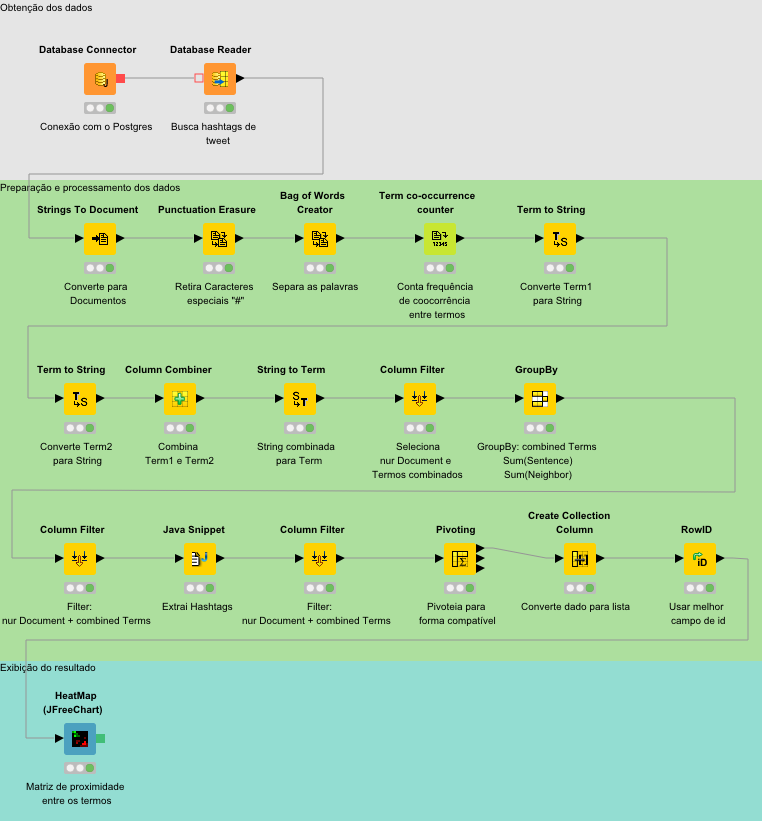 Obtenção dos dados
Database Connector
Database Reader
Conexão com o Postgres
Busca hashtags de
tweet
Preparação e processamento dos dados
Strings To Document
Punctuation Erasure
Bag of Words
Creator
Term co-occurrence
counter
Term to String
Converte para
Documentos
Retira Caracteres
especiais "#"
Separa as palavras
Conta frequência
de coocorrência
entre termos
Converte Term1
para String
Term to String
Column Combiner
String to Term
Column Filter
GroupBy
Converte Term2
para String
Combina
Term1 e Term2
String combinada
para Term
Seleciona
nur Document e
Termos combinados
GroupBy: combined Terms
Sum(Sentence)
Sum(Neighbor)
Column Filter
Java Snippet
Column Filter
Pivoting
Create Collection
Column
RowID
Filter:
nur Document + combined Terms
Extrai Hashtags
Filter:
nur Document + combined Terms
Pivoteia para
forma compatível
Converte dado para lista
Usar melhor
campo de id
Exibição do resultado
HeatMap
(JFreeChart)
Matriz de proximidade
entre os termos